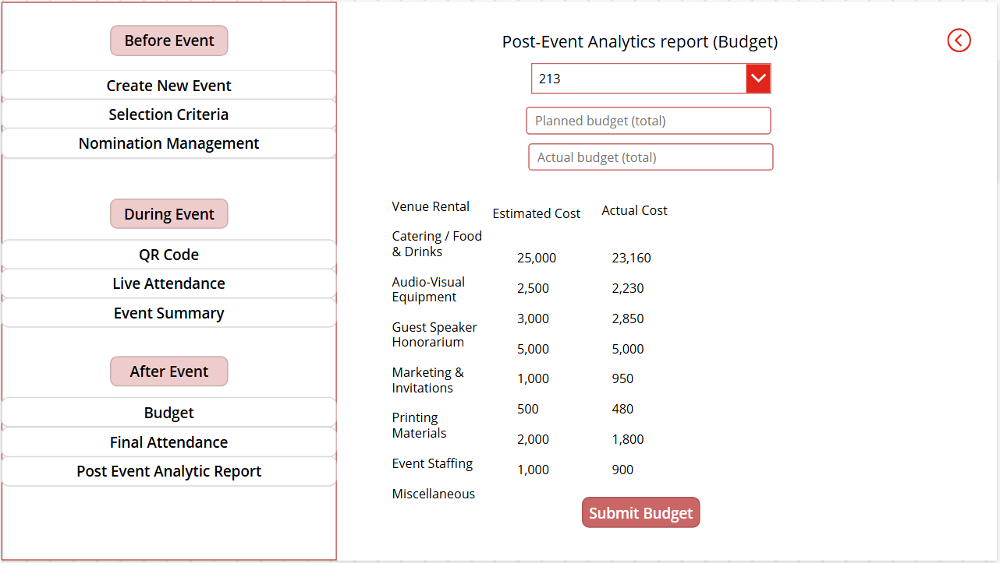 Before Event
Create New Event
Selection Criteria
Nomination Management
During Event
QR Code
Live Attendance
Event Summary
After Event
Budget
Final Attendance
Post Event Analytic Report
Post-Event Analytics report (Budget)
213
Planned budget (total)
Actual budget (total)
Venue Rental
Catering / Food
& Drinks
Audio-Visual
Equipment
Guest Speaker
Honorarium
Marketing &
Invitations
Printing
Materials
Event Staffing
Miscellaneous
Estimated Cost
25,000
2,500
3,000
5,000
1,000
500
2,000
1,000
Actual Cost
23,160
2,230
2,850
5,000
950
480
1,800
900
Submit Budget